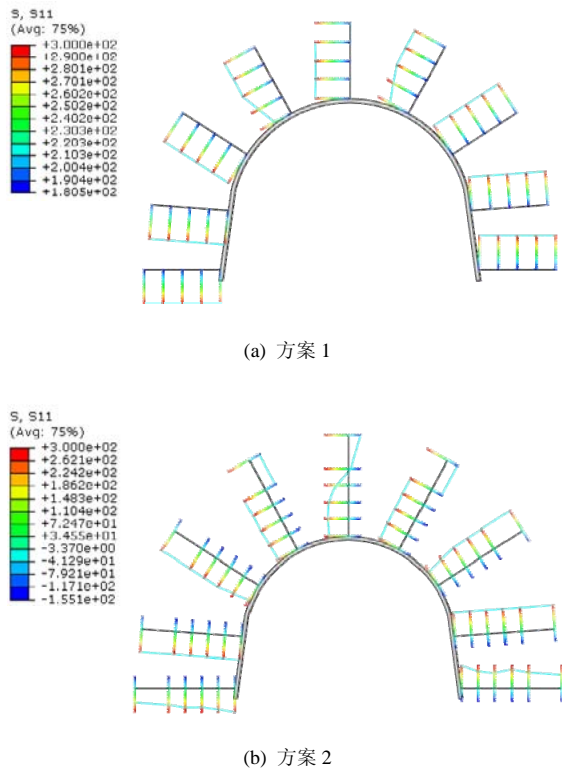 S, S11
(Avg: 75%)
+3.000e+02
+2.900e+02
+2.801e+02
+2.701e+02
+2.602e+02
+2.502e+02
+2.402e+02
+2.303e+02
+2.203e+02
+2.103e+02
+2.004e+02
+1.904e+02
+1.805e+02
(a) 方案 1
S, S11
(Avg: 75%)
+3.000e+02
+2.621e+02
+2.242e+02
+1.862e+02
+1.483e+02
+1.104e+02
+7.247e+01
+3.455e+01
-3.370e+00
-4.129e+01
-7.921e+01
-1.171e+02
-1.551e+02
(b) 方案 2